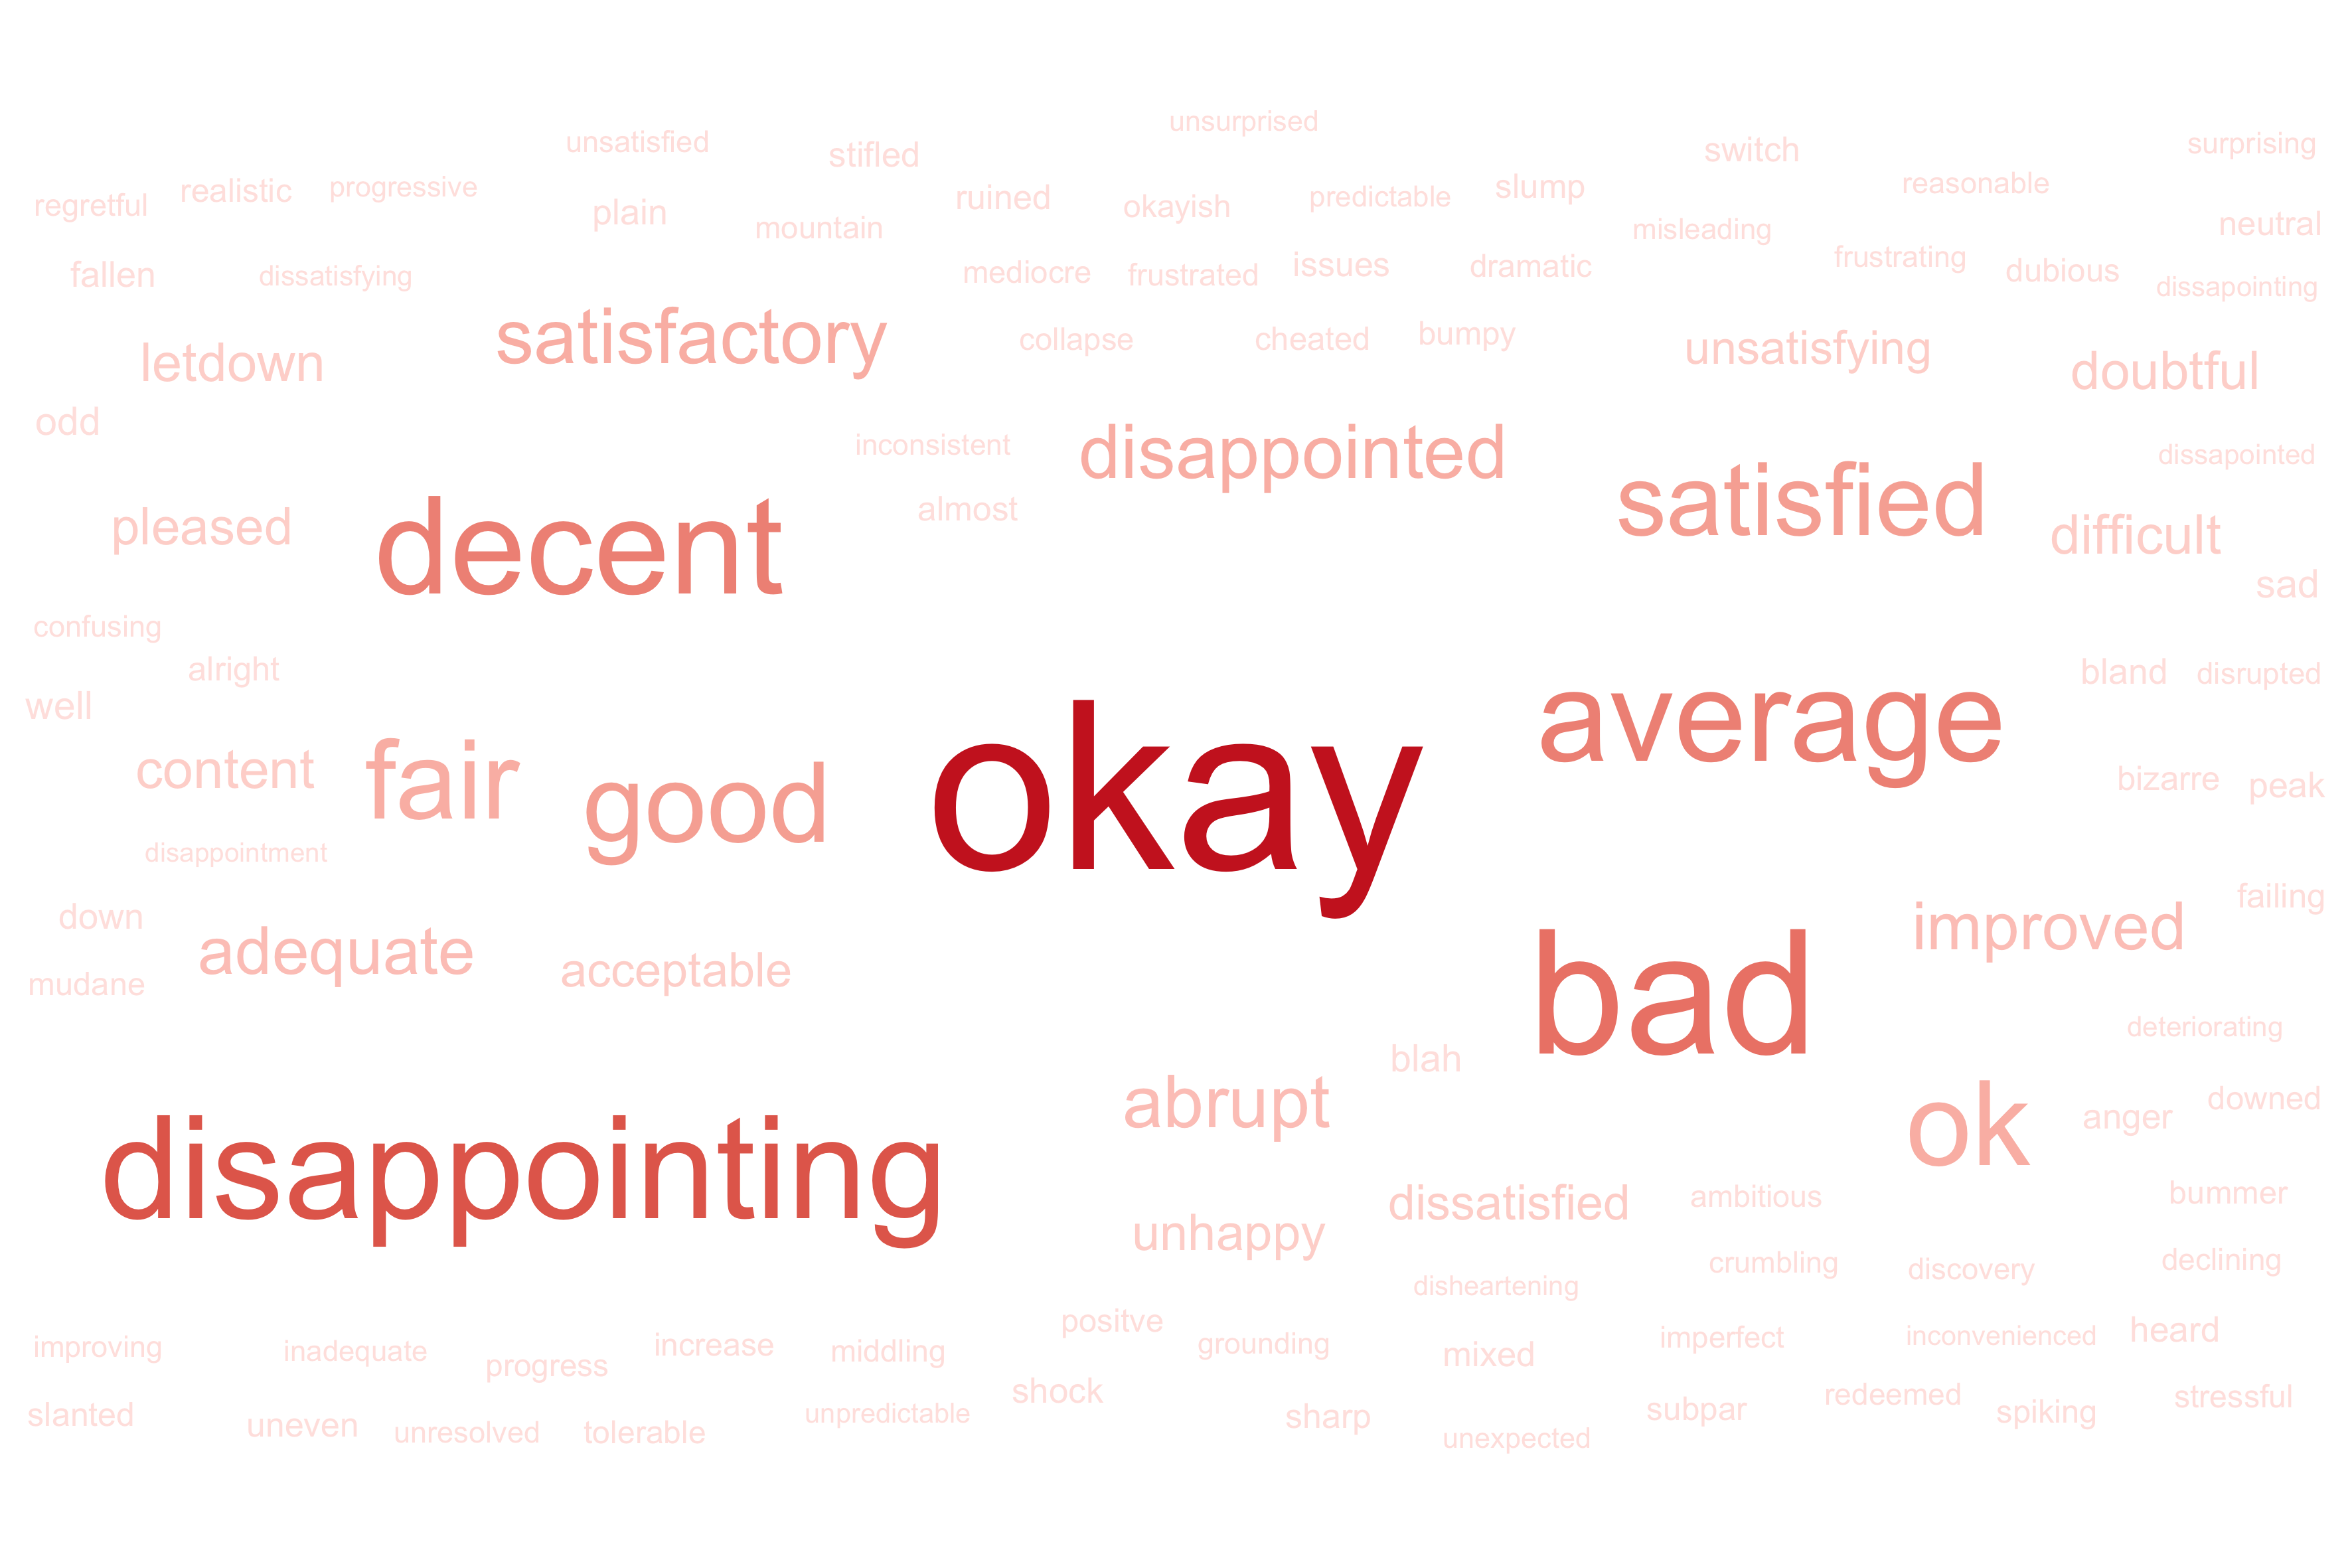 unsurprised
unsatisfied
stifled
switch
surprising
regretful
realistic
progressive
plain
mountain
ruined
okayish
predictable
slump
misleading
reasonable
neutral
fallen
dissatisfying
mediocre
frustrated
issues
dramatic
frustrating
dubious
dissapointing
letdown
satisfactory
collapse
cheated
bumpy
unsatisfying
doubtful
odd
inconsistent
disappointed
dissapointed
pleased
decent
almost
satisfied
difficult
sad
confusing
alright
well
bland
disrupted
content
fair
good
okay
average
bizarre
peak
disappointment
down
adequate
acceptable
bad
improved
failing
mudane
deteriorating
blah
abrupt
ok
anger
downed
disappointing
unhappy
dissatisfied
ambitious
bummer
crumbling
discovery
declining
disheartening
improving
inadequate
progress
increase
middling
positve
grounding
mixed
imperfect
inconvenienced
heard
slanted
uneven
unresolved
tolerable
unpredictable
shock
sharp
unexpected
subpar
redeemed
spiking
stressful